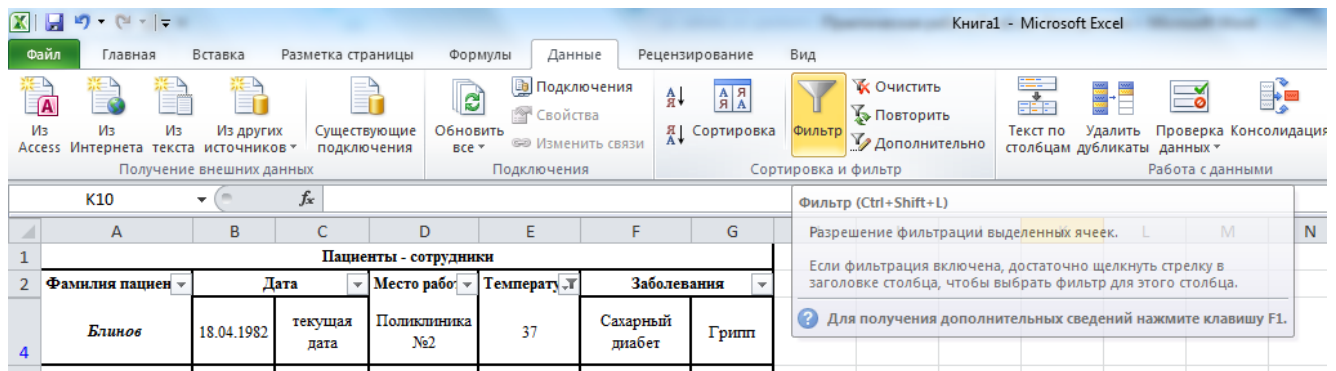 Книга1 - Microsoft Excel
Файл Главная Вставка Разметка страницы Формулы Данные Рецензирование Вид
Из Access
Из Интернета
Из текста
Из других источников
Существующие подключения
Получение внешних данных
Обновить все
Подключения
Свойства
Изменить связи
Подключения
Сортировка
Фильтр
Очистить
Повторить
Дополнительно
Сортировка и фильтр
Текст по столбцам
Удалить дубликаты
Проверка данных
Консолидация
Работа с данными
K10 fx
Фильтр (Ctrl+Shift+L)
Разрешение фильтрации выделенных ячеек.
Если фильтрация включена, достаточно щелкнуть стрелку в
заголовке столбца, чтобы выбрать фильтр для этого столбца.
Для получения дополнительных сведений нажмите клавишу F1.
A B C D E F G L M N
1 Пациенты - сотрудники
2 Фамилия пациен Дата Место рабо Температ Заболевания
4 Блинов 18.04.1982 текущая дата Поликлиника №2 37 Сахарный диабет Грипп